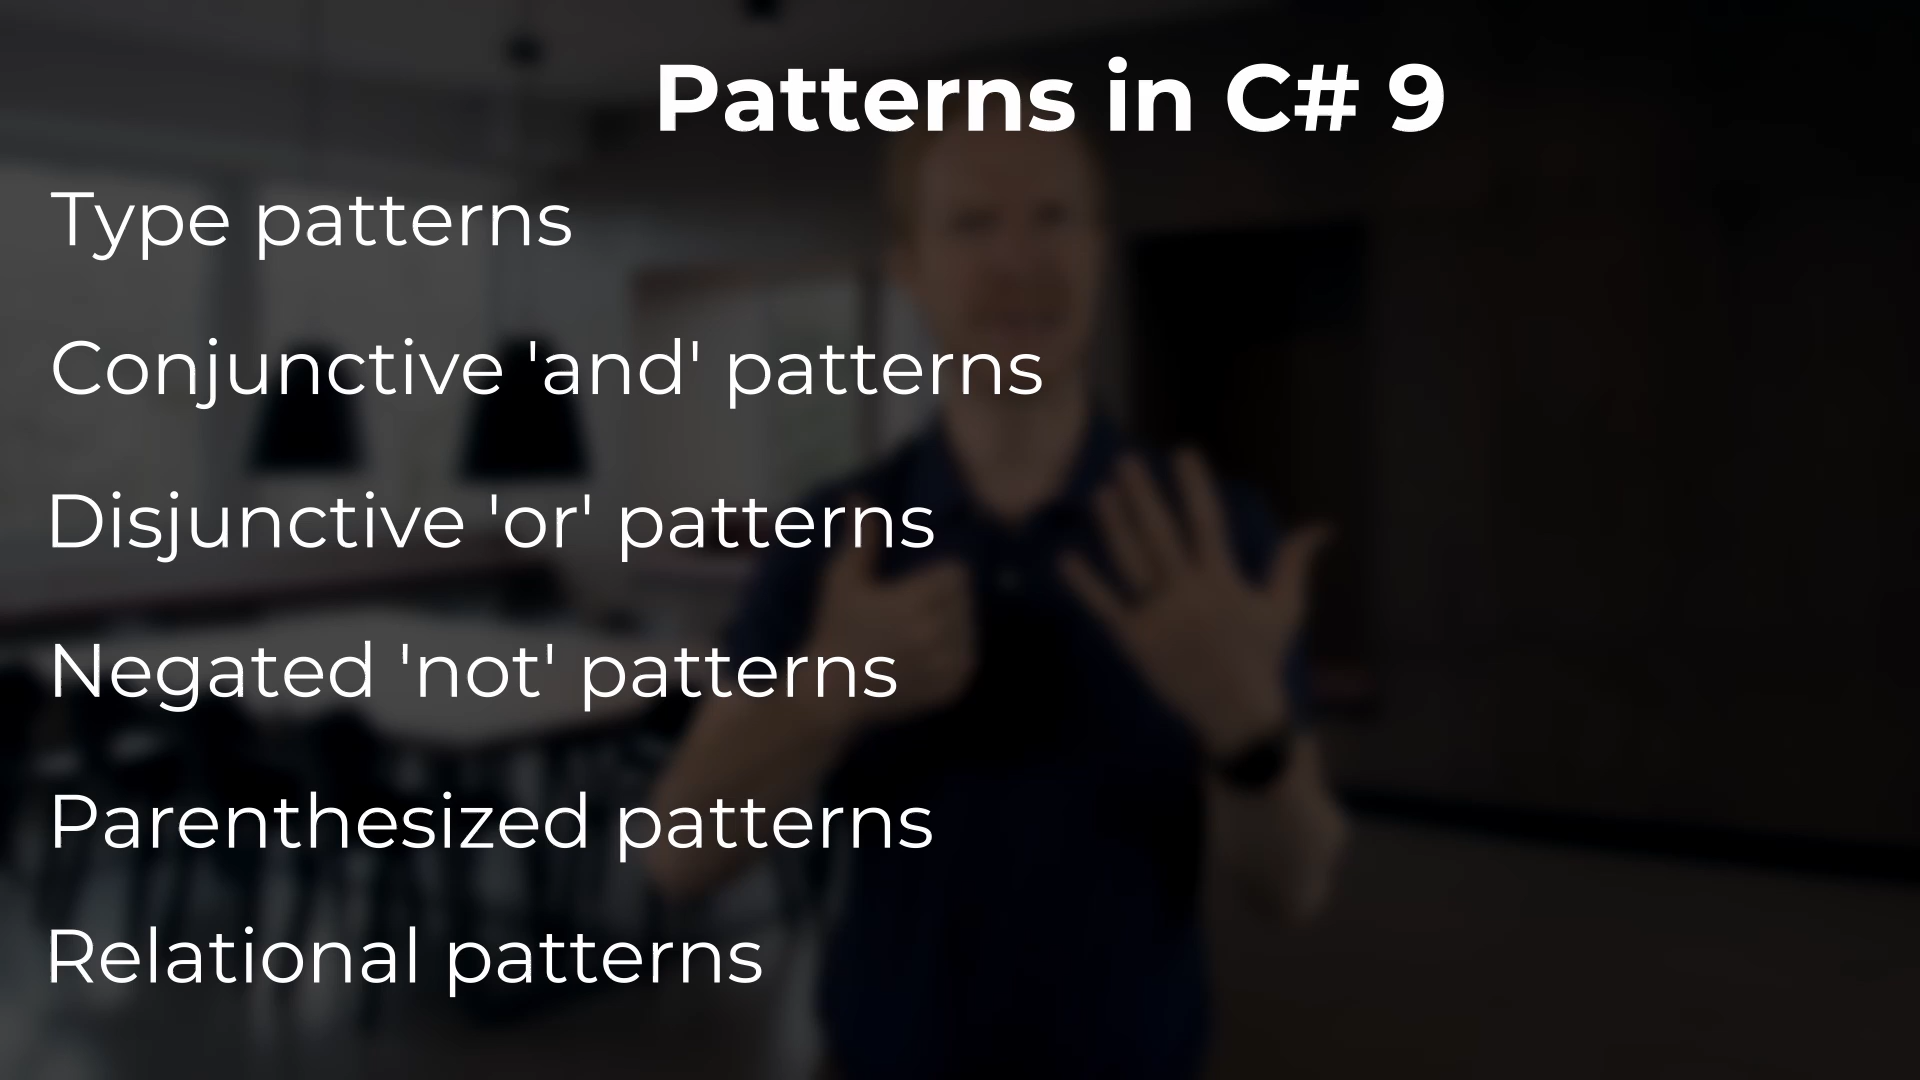 Patterns in C# 9
Type patterns
Conjunctive 'and' patterns
Disjunctive 'or' patterns
Negated 'not' patterns
Parenthesized patterns
Relational patterns